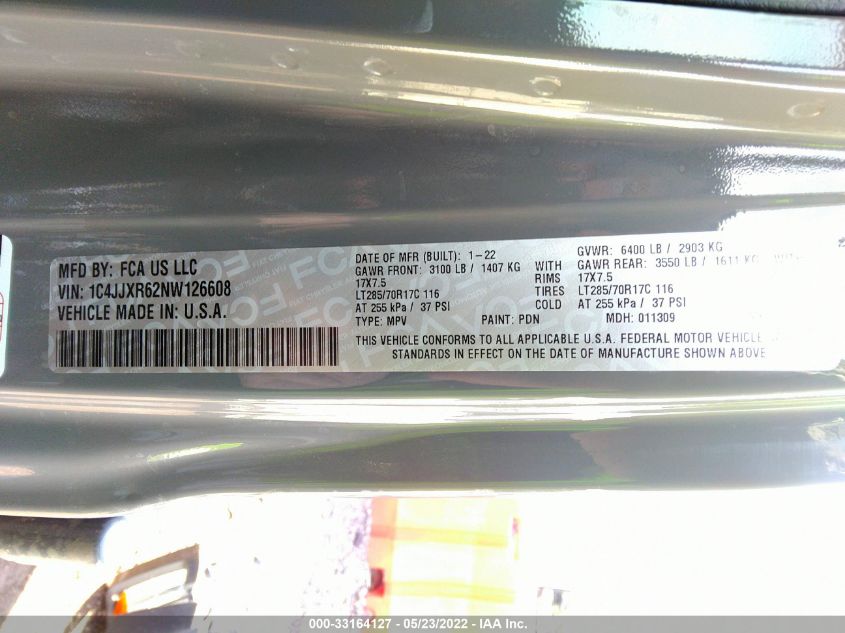 MFD BY: FCA US LLC
VIN: 1C4JJXR62NW126608
VEHICLE MADE IN: U.S.A.
DATE OF MFR (BUILT): 1-22 GVWR: 6400 LB / 2903 KG
GAWR FRONT: 3100 LB / 1407 KG WITH GAWR REAR: 3550 LB / 1611 KG WITH
17X7.5 RIMS 17X7.5
LT285/70R17C 116 TIRES LT285/70R17C 116
AT 255 kPa / 37 PSI COLD AT 255 kPa / 37 PSI
TYPE: MPV PAINT: PDN MDH: 011309
THIS VEHICLE CONFORMS TO ALL APPLICABLE U.S.A. FEDERAL MOTOR VEHICLE
STANDARDS IN EFFECT ON THE DATE OF MANUFACTURE SHOWN ABOVE
000-33164127 - 05/23/2022 - IAA Inc.